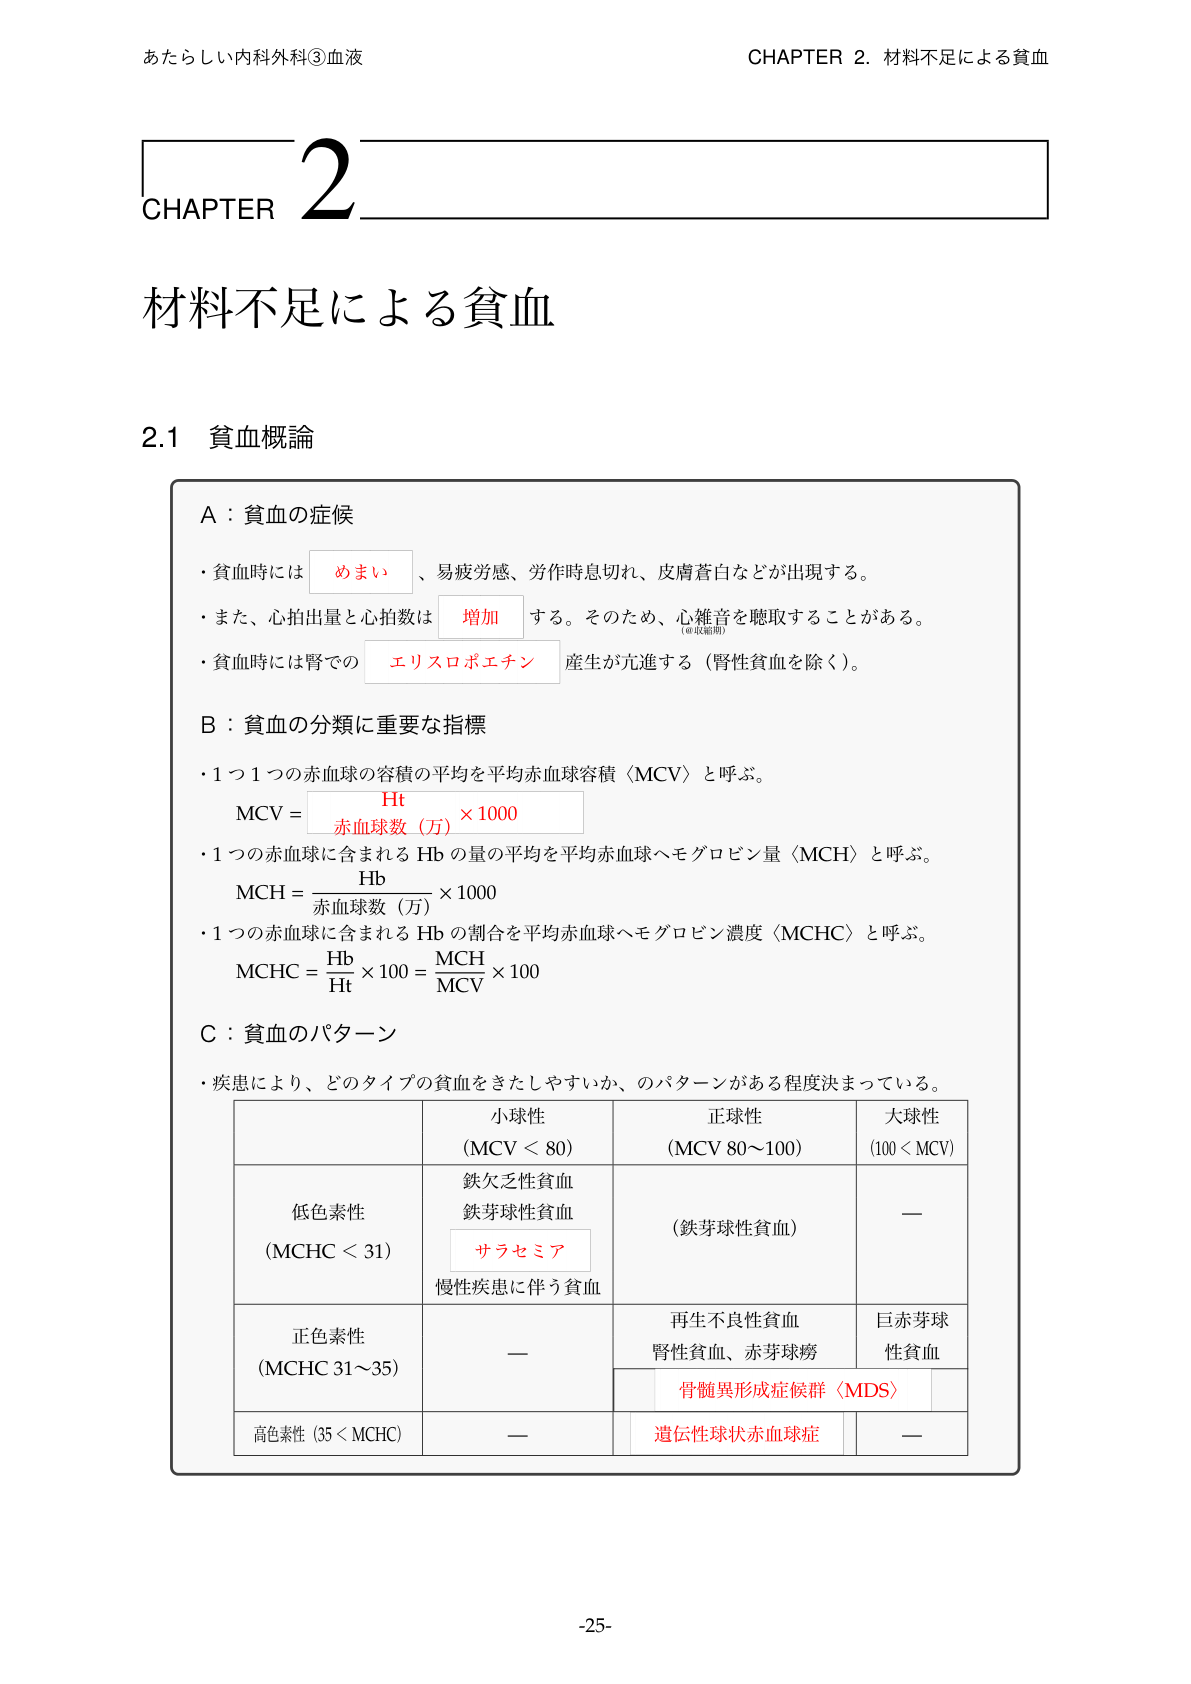 あたらしい内科外科③血液
CHAPTER 2. 材料不足による貧血
CHAPTER 2
材料不足による貧血
2.1 貧血概論
A：貧血の症候
・貧血時には めまい 、易疲労感、労作時息切れ、皮膚蒼白などが出現する。
・また、心拍出量と心拍数は 増加 する。そのため、心雑音を聴取することがある。
(@収縮期)
・貧血時には腎での エリスロポエチン 産生が亢進する（腎性貧血を除く）。
B：貧血の分類に重要な指標
・1つ1つの赤血球の容積の平均を平均赤血球容積〈MCV〉と呼ぶ。
MCV = Ht / 赤血球数（万） × 1000
・1つの赤血球に含まれる Hb の量の平均を平均赤血球ヘモグロビン量〈MCH〉と呼ぶ。
MCH = Hb / 赤血球数（万） × 1000
・1つの赤血球に含まれる Hb の割合を平均赤血球ヘモグロビン濃度〈MCHC〉と呼ぶ。
MCHC = Hb / Ht × 100 = MCH / MCV × 100
C：貧血のパターン
・疾患により、どのタイプの貧血をきたしやすいか、のパターンがある程度決まっている。
小球性
（MCV < 80）
正球性
（MCV 80〜100）
大球性
（100 < MCV）
低色素性
（MCHC < 31）
鉄欠乏性貧血
鉄芽球性貧血
サラセミア
慢性疾患に伴う貧血
（鉄芽球性貧血）
―
正色素性
（MCHC 31〜35）
―
再生不良性貧血
腎性貧血、赤芽球癆
巨赤芽球
性貧血
骨髄異形成症候群〈MDS〉
高色素性（35 < MCHC）
―
遺伝性球状赤血球症
―
-25-